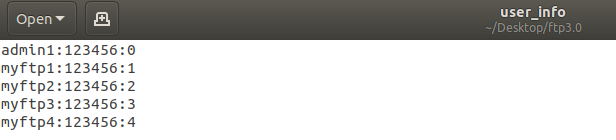 Open
user_info
~/Desktop/ftp3.0
admin1:123456:0
myftp1:123456:1
myftp2:123456:2
myftp3:123456:3
myftp4:123456:4